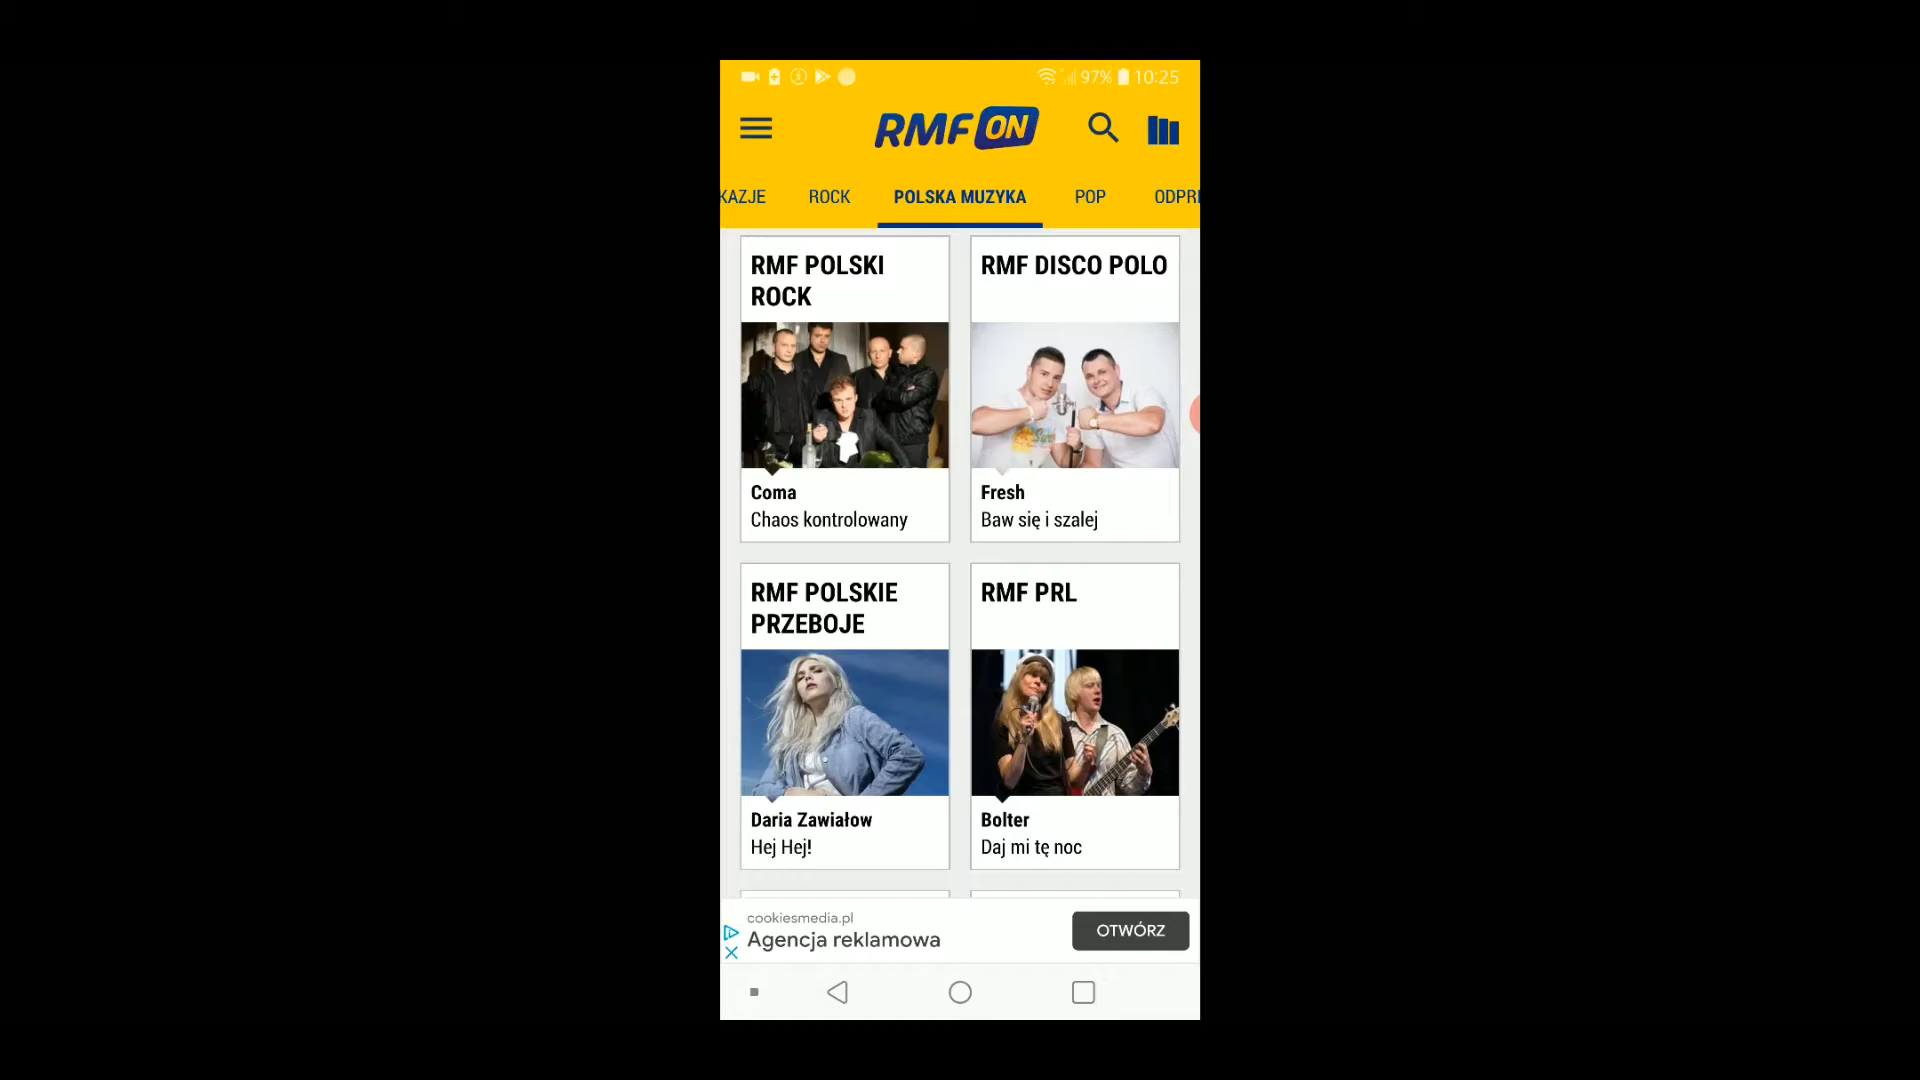 97% 10:25
RMF ON
KAZJE ROCK POLSKA MUZYKA POP ODPR
RMF POLSKI
ROCK
Coma
Chaos kontrolowany
RMF DISCO POLO
Fresh
Baw się i szalej
RMF POLSKIE
PRZEBOJE
Daria Zawiałow
Hej Hej!
RMF PRL
Bolter
Daj mi tę noc
cookiesmedia.pl
Agencja reklamowa
OTWÓRZ